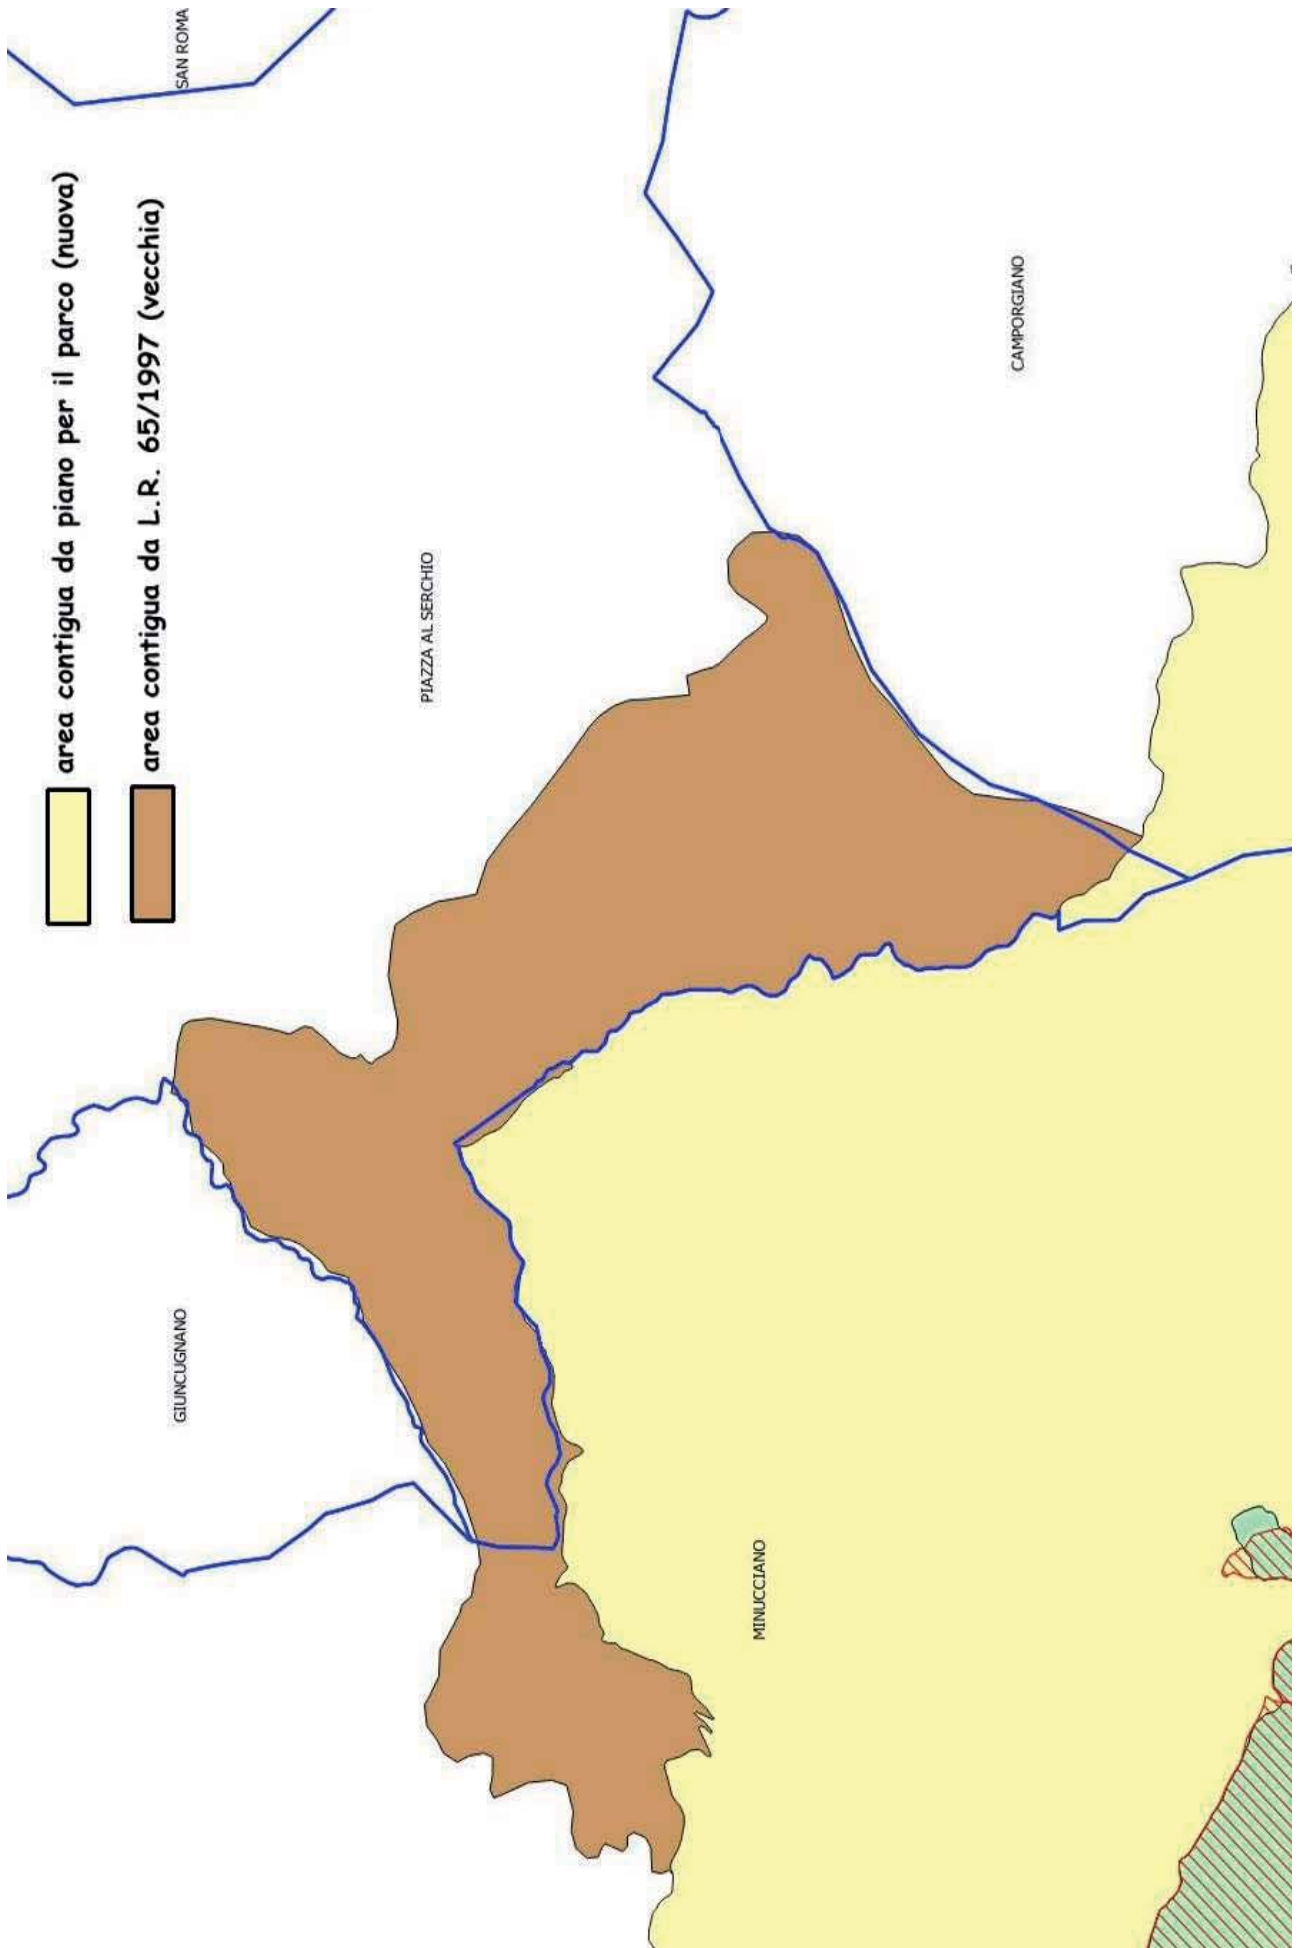 area contigua da piano per il parco (nuova)
area contigua da L.R. 65/1997 (vecchia)
SAN ROMA
PIAZZA AL SERCHIO
CAMPORGIANO
GIUNCUGNANO
MINUCCIANO